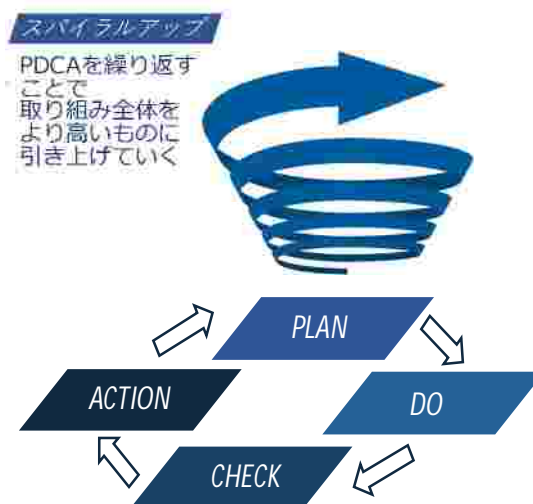 スパイラルアップ
PDCAを繰り返す
ことで
取り組み全体を
より高いものに
引き上げていく
PLAN
ACTION
DO
CHECK